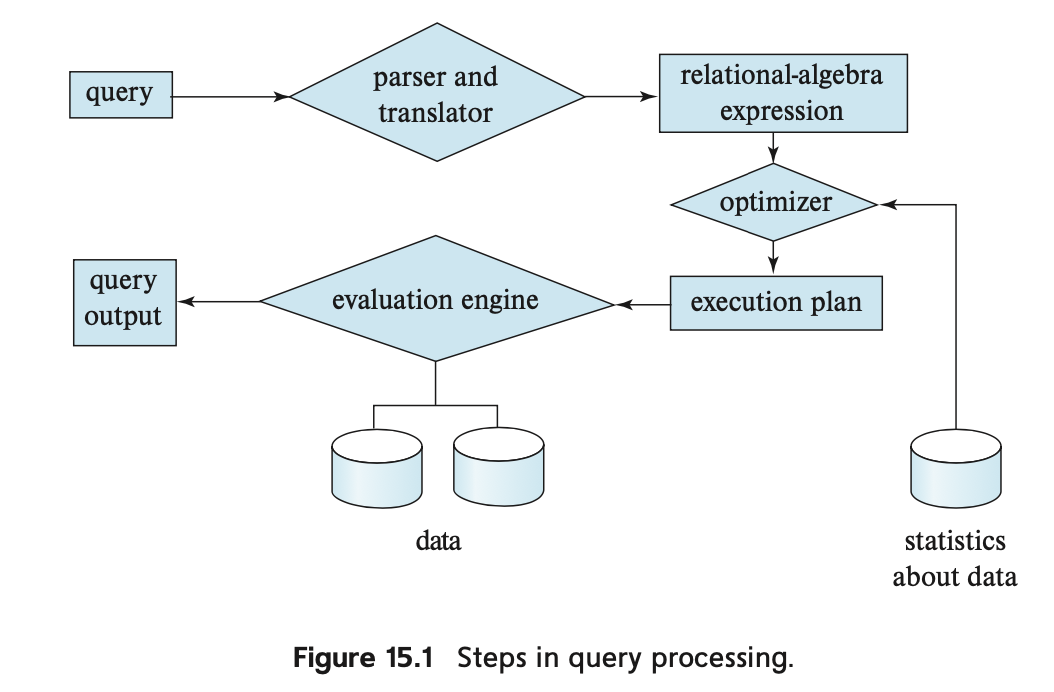 query
parser and
translator
relational-algebra
expression
optimizer
query
output
evaluation engine
execution plan
data
statistics
about data
Figure 15.1 Steps in query processing.